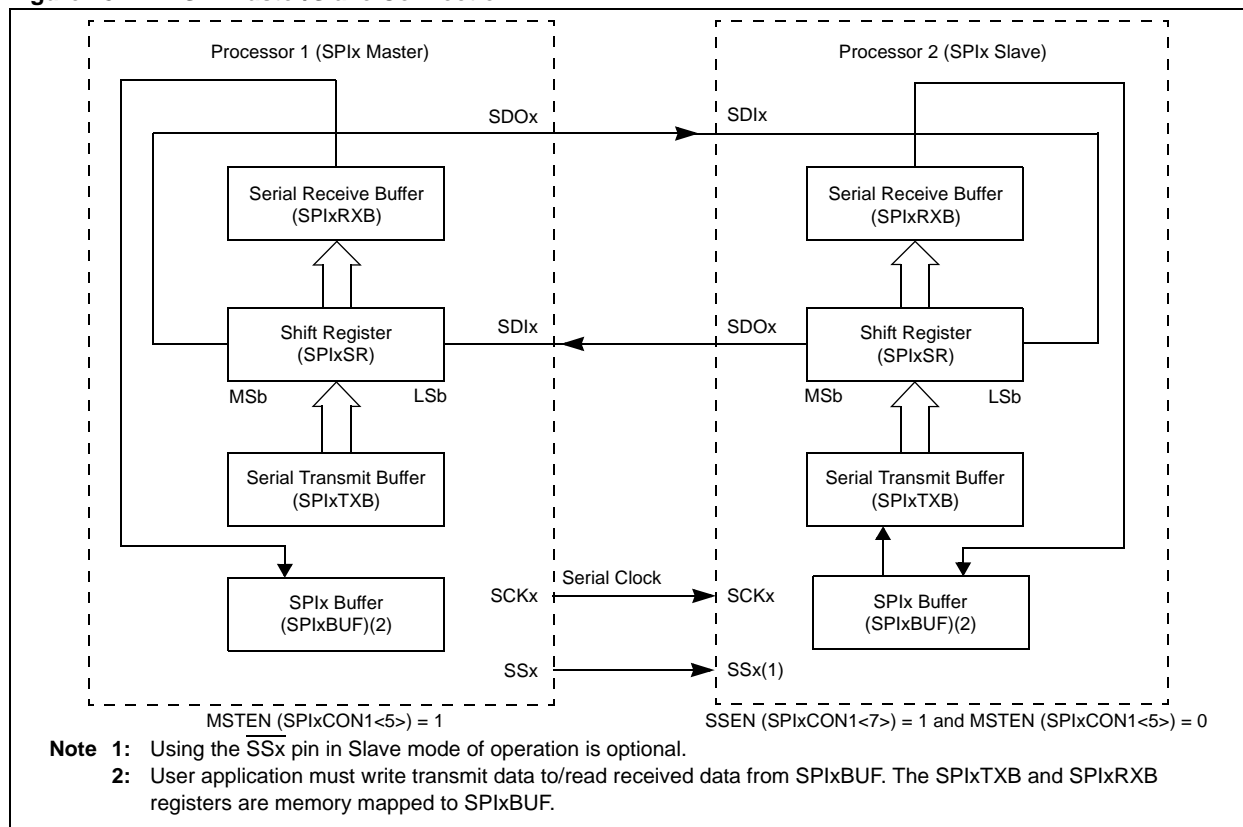 Processor 1 (SPIx Master)
Processor 2 (SPIx Slave)
SDOx
SDIx
Serial Receive Buffer
(SPIxRXB)
Serial Receive Buffer
(SPIxRXB)
Shift Register
(SPIxSR)
SDIx
SDOx
Shift Register
(SPIxSR)
MSb
LSb
MSb
LSb
Serial Transmit Buffer
(SPIxTXB)
Serial Transmit Buffer
(SPIxTXB)
SPIx Buffer
(SPIxBUF)(2)
SCKx
Serial Clock
SCKx
SPIx Buffer
(SPIxBUF)(2)
SSx
SSx(1)
MSTEN (SPIxCON1<5>) = 1
SSEN (SPIxCON1<7>) = 1 and MSTEN (SPIxCON1<5>) = 0
Note 1: Using the SSx pin in Slave mode of operation is optional.
2: User application must write transmit data to/read received data from SPIxBUF. The SPIxTXB and SPIxRXB
registers are memory mapped to SPIxBUF.